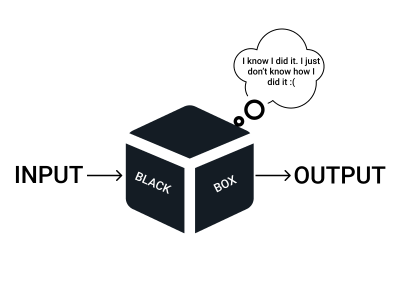 I know I did it. I just
don't know how I
did it :(
INPUT
BLACK
BOX
OUTPUT